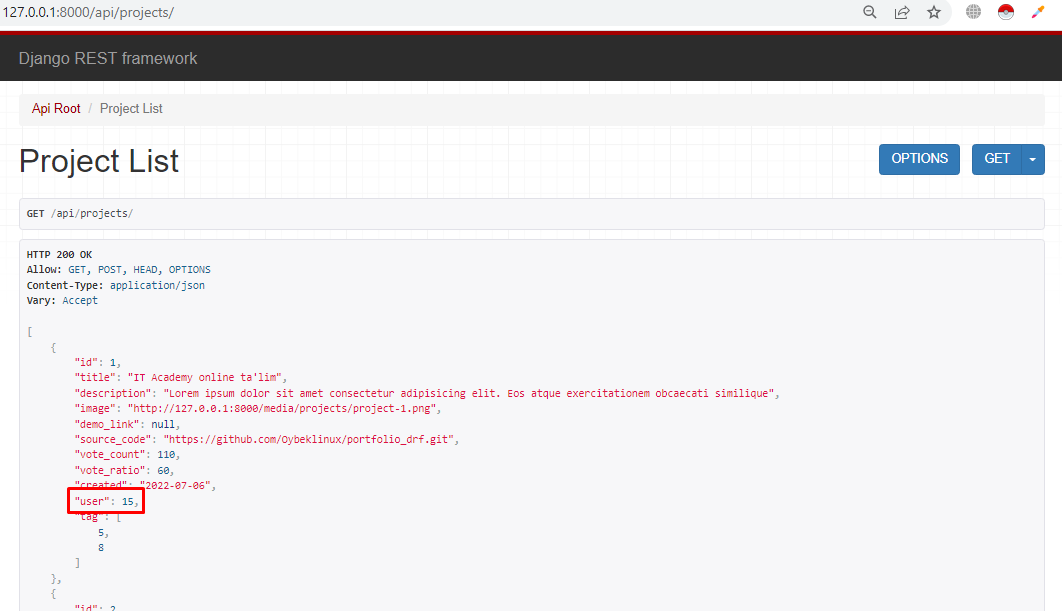 127.0.0.1:8000/api/projects/
Django REST framework
Api Root / Project List
Project List
OPTIONS
GET
GET /api/projects/
HTTP 200 OK
Allow: GET, POST, HEAD, OPTIONS
Content-Type: application/json
Vary: Accept
[
{
"id": 1,
"title": "IT Academy online ta'lim",
"description": "Lorem ipsum dolor sit amet consectetur adipisicing elit. Eos atque exercitationem obcaecati similique",
"image": "http://127.0.0.1:8000/media/projects/project-1.png",
"demo_link": null,
"source_code": "https://github.com/Oybeklinux/portfolio_drf.git",
"vote_count": 110,
"vote_ratio": 60,
"created": "2022-07-06",
"user": 15,
"tag": [
5,
8
]
},
{
"id": 2